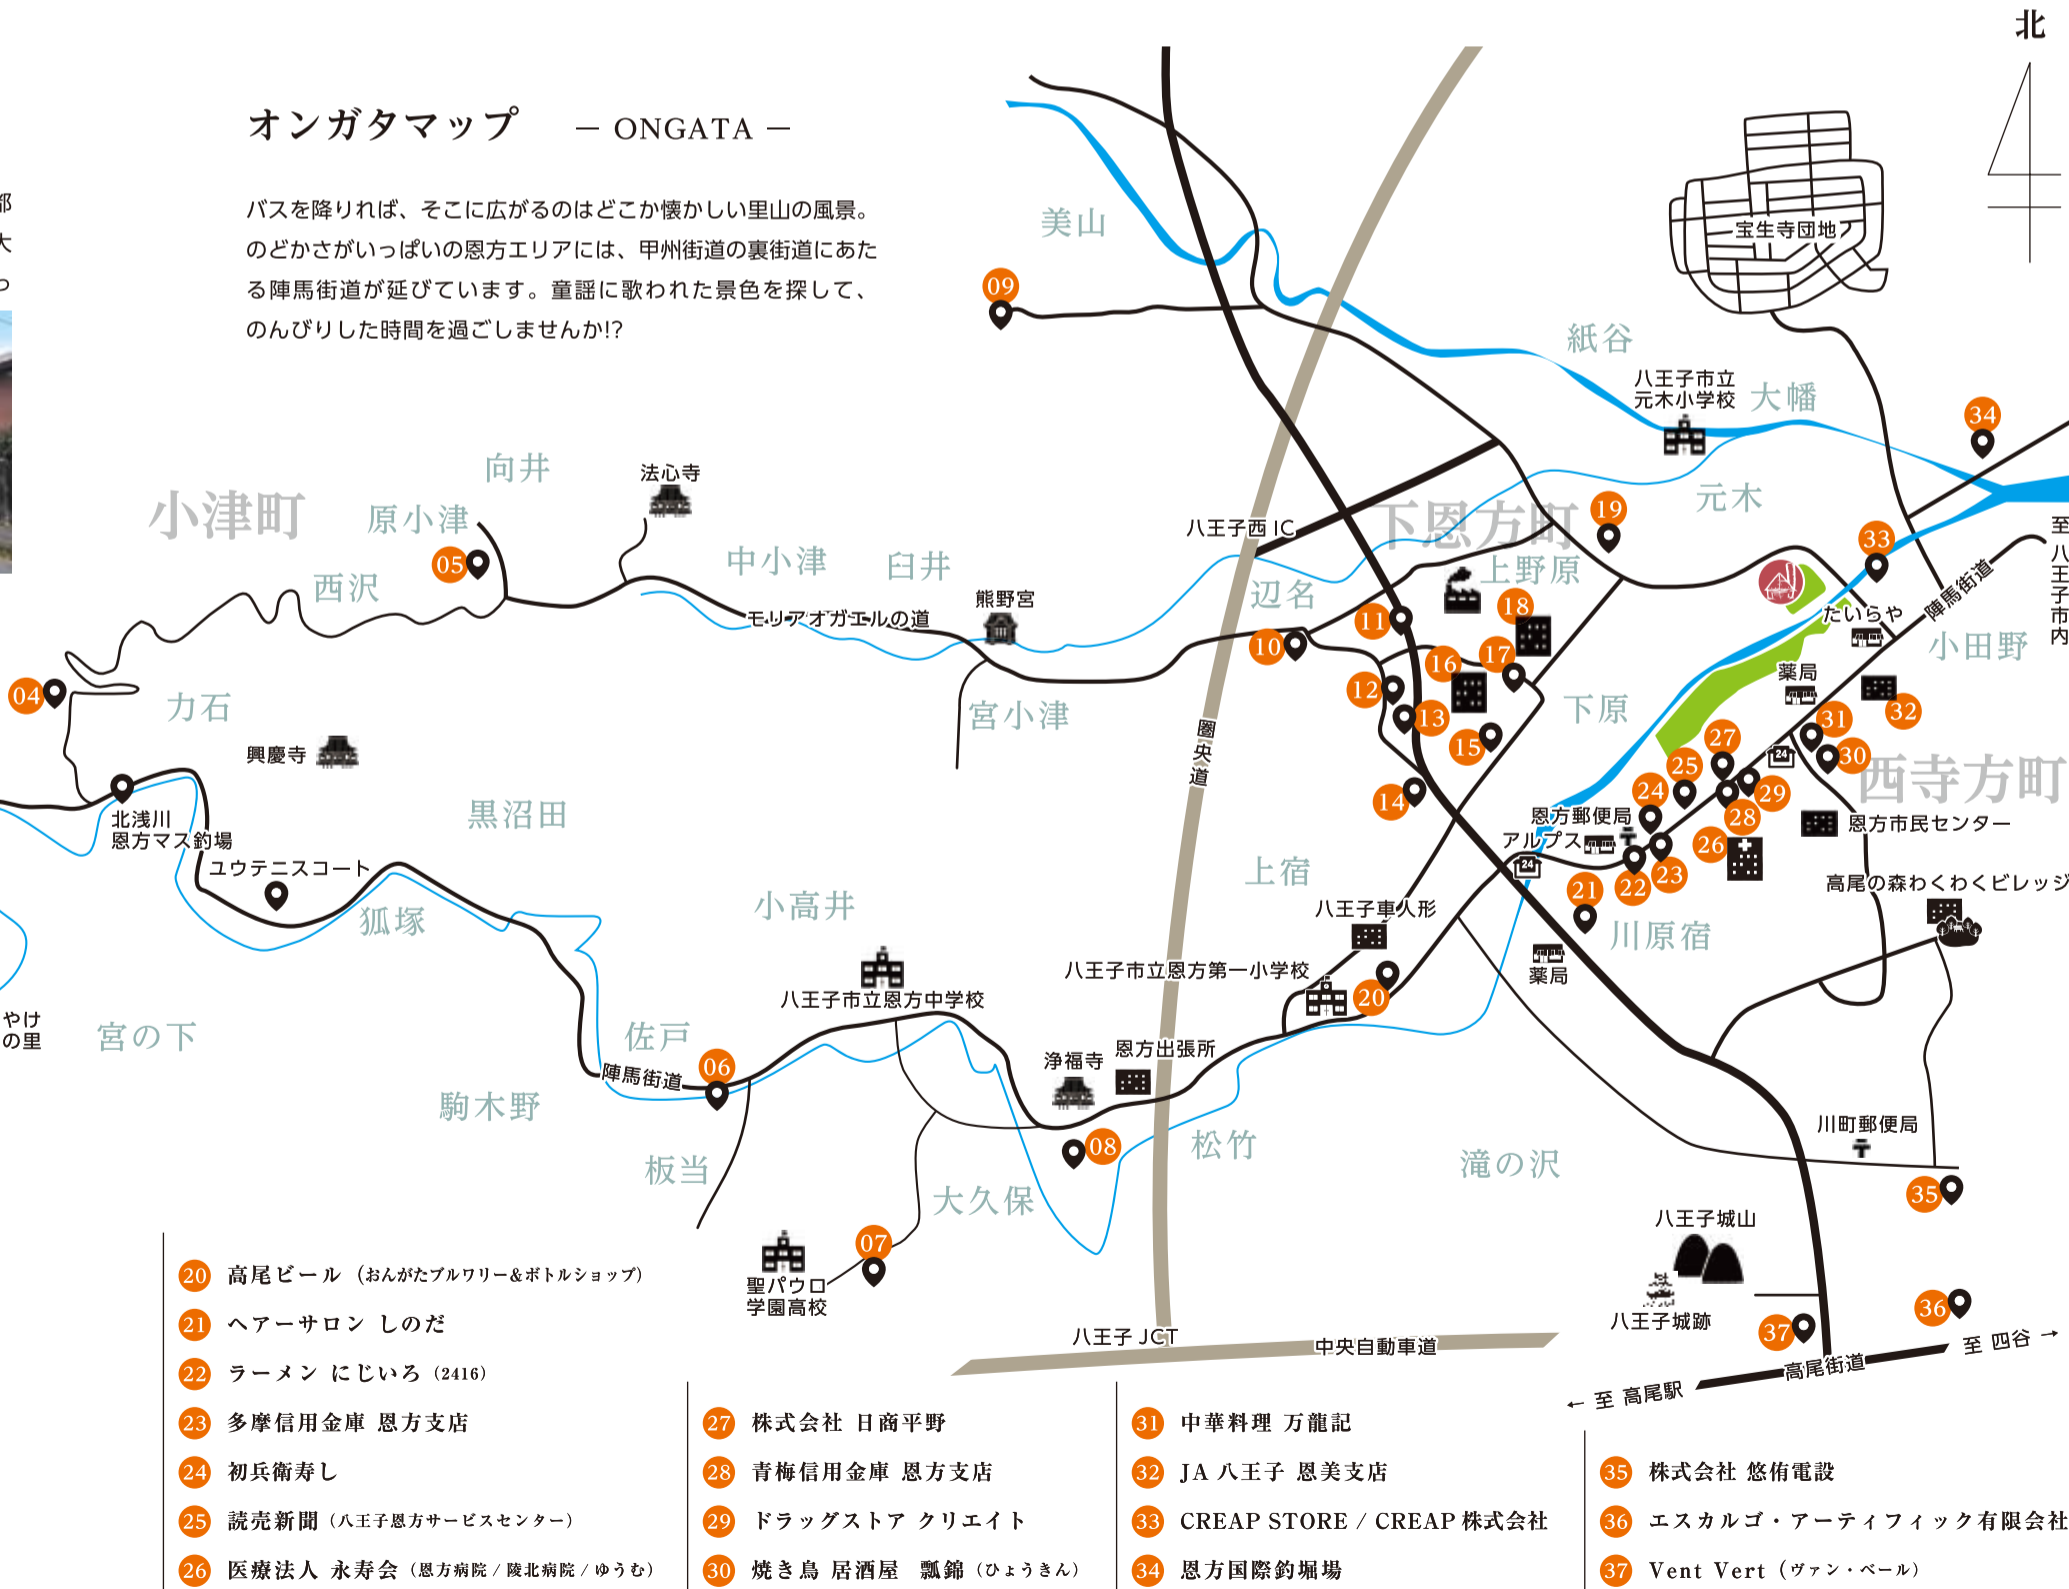 北
オンガタマップ — ONGATA —
バスを降りれば、そこに広がるのはどこか懐かしい里山の風景。
のどかさがいっぱいの恩方エリアには、甲州街道の裏街道にあた
る陣馬街道が延びています。童謡に歌われた景色を探して、
のんびりした時間を過ごしませんか!?
都
大
つ
美山
09
宝生寺団地
紙谷
八王子市立
元木小学校
大幡
34
向井
法心寺
小津町
原小津
05
西沢
中小津
臼井
熊野宮
モリアオガエルの道
八王子西 IC
下恩方町
19
元木
33
至 八王子市内
上野原
辺名
18
11
10
たいらや
陣馬街道
小田野
04
力石
宮小津
16
17
12
13
15
14
下原
薬局
32
31
27
24
30
25
西寺方町
興慶寺
圏央道
24
29
28
恩方郵便局
アルプス
24
26
恩方市民センター
北浅川
恩方マス釣場
黒沼田
ユウテニスコート
狐塚
小高井
上宿
23
22
21
高尾の森わくわくビレッジ
八王子車人形
川原宿
八王子市立恩方第一小学校
20
薬局
やけ
の里
宮の下
八王子市立恩方中学校
佐戸
06
陣馬街道
浄福寺
恩方出張所
駒木野
08
松竹
滝の沢
川町郵便局
板当
大久保
35
八王子城山
07
聖パウロ
学園高校
八王子城跡
36
37
八王子 JCT
中央自動車道
至 四谷 →
高尾街道
← 至 高尾駅
20 高尾ビール（おんがたブルワリー&ボトルショップ）
21 ヘアーサロン しのだ
22 ラーメン にじいろ（2416）
23 多摩信用金庫 恩方支店
24 初兵衛寿し
25 読売新聞（八王子恩方サービスセンター）
26 医療法人 永寿会（恩方病院 / 陵北病院 / ゆうむ）
27 株式会社 日商平野
28 青梅信用金庫 恩方支店
29 ドラッグストア クリエイト
30 焼き鳥 居酒屋 瓢錦（ひょうきん）
31 中華料理 万龍記
32 JA 八王子 恩美支店
33 CREAP STORE / CREAP 株式会社
34 恩方国際釣堀場
35 株式会社 悠侑電設
36 エスカルゴ・アーティフィック有限会社
37 Vent Vert（ヴァン・ベール）